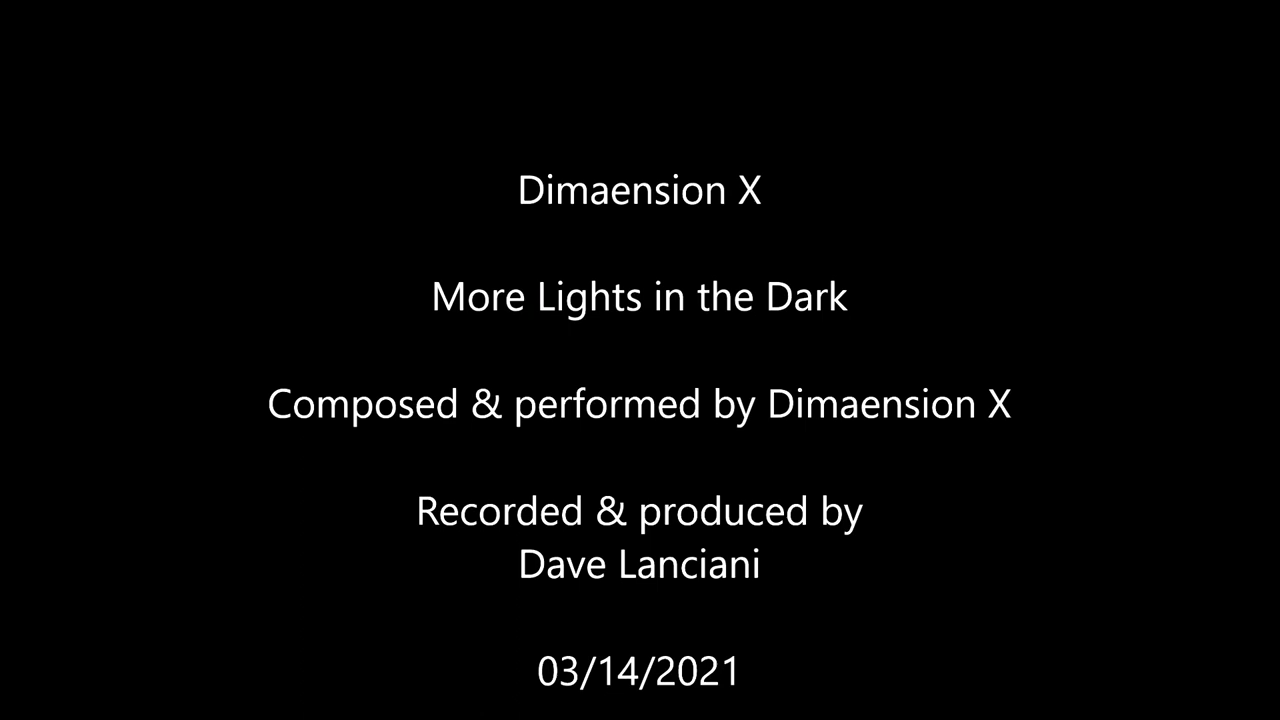 Dimaension X
More Lights in the Dark
Composed & performed by Dimaension X
Recorded & produced by
Dave Lanciani
03/14/2021